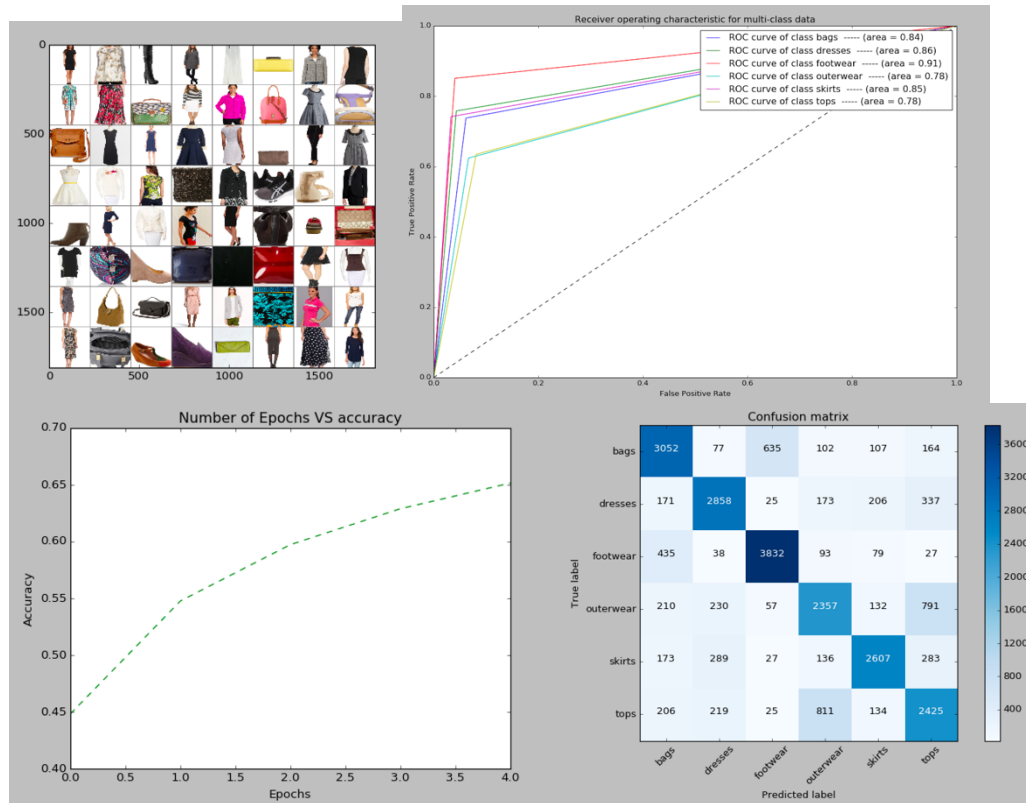 0
500
1000
1500
0 500 1000 1500
Receiver operating characteristic for multi-class data
ROC curve of class bags ----- (area = 0.84)
ROC curve of class dresses ----- (area = 0.86)
ROC curve of class footwear ----- (area = 0.91)
ROC curve of class outerwear ----- (area = 0.78)
ROC curve of class skirts ----- (area = 0.85)
ROC curve of class tops ----- (area = 0.78)
1.0
0.8
0.6
0.4
0.2
0.0
True Positive Rate
0.0 0.2 0.4 0.6 0.8 1.0
False Positive Rate
Number of Epochs VS accuracy
0.70
0.65
0.60
0.55
0.50
0.45
0.40
Accuracy
0.0 0.5 1.0 1.5 2.0 2.5 3.0 3.5 4.0
Epochs
Confusion matrix
bags 3052 77 635 102 107 164
dresses 171 2858 25 173 206 337
footwear 435 38 3832 93 79 27
outerwear 210 230 57 2357 132 791
skirts 173 289 27 136 2607 283
tops 206 219 25 811 134 2425
True label
bags dresses footwear outerwear skirts tops
Predicted label
3600
3200
2800
2400
2000
1600
1200
800
400